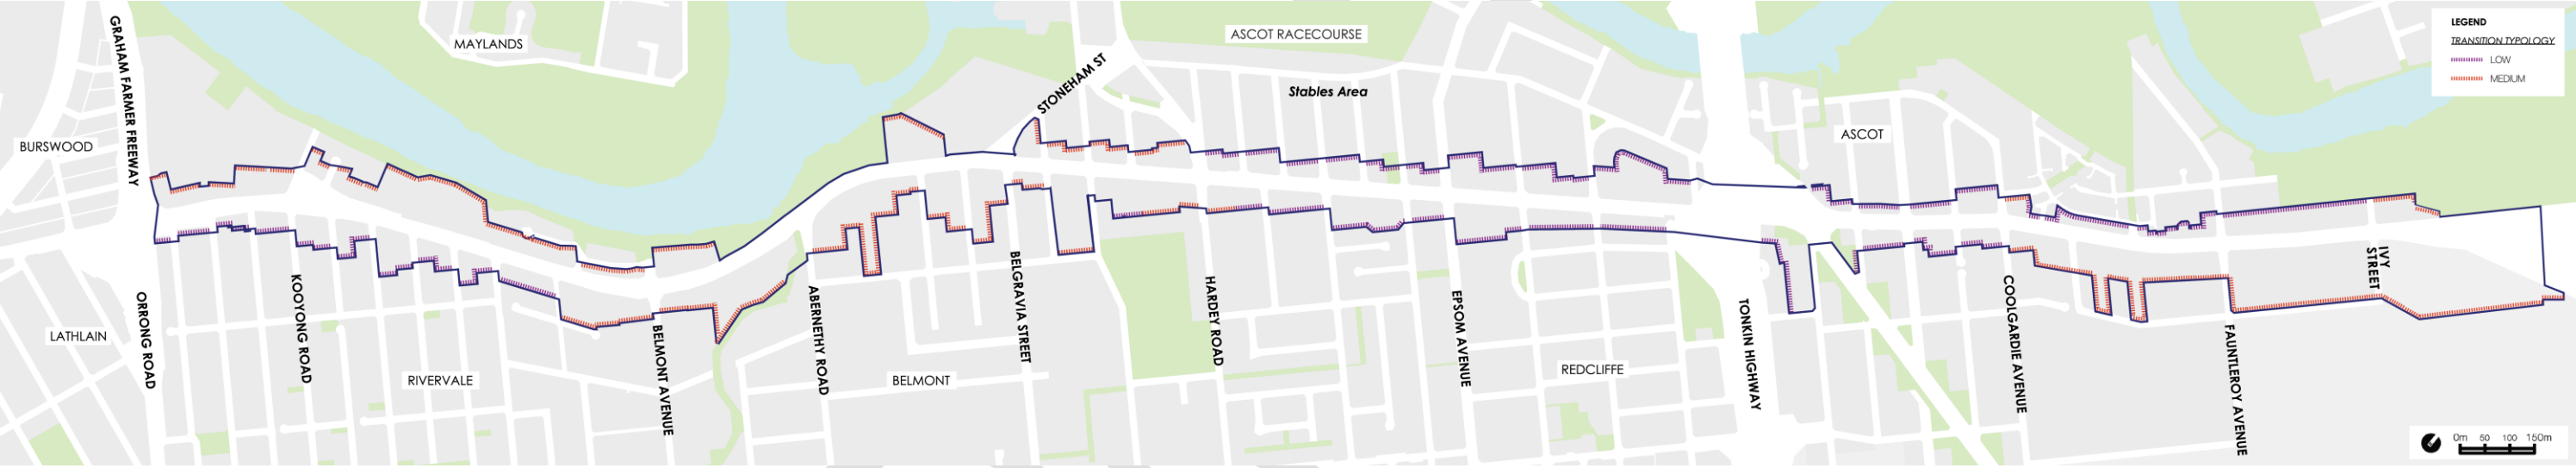 GRAHAM FARMER FREEWAY
MAYLANDS
STONEHAM ST
ASCOT RACECOURSE
Stables Area
LEGEND
TRANSITION TYPOLOGY
LOW
MEDIUM
BURSWOOD
ASCOT
LATHLAIN
ORRONG ROAD
KOOYONG ROAD
RIVERVALE
BELMONT AVENUE
ABERNETHY ROAD
BELMONT
BELGRAVIA STREET
HARDEY ROAD
EPSOM AVENUE
REDCLIFFE
TONKIN HIGHWAY
COOLGARDIE AVENUE
FAUNTLEROY AVENUE
IVY
STREET
0m 50 100 150m